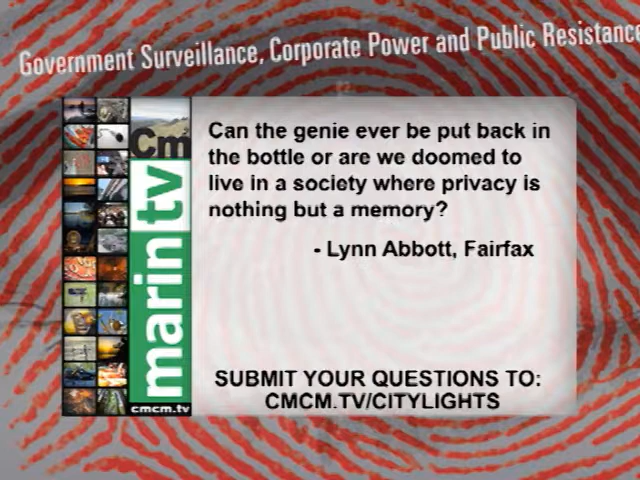 Government Surveillance, Corporate Power and Public Resistance
Can the genie ever be put back in
the bottle or are we doomed to
live in a society where privacy is
nothing but a memory?
- Lynn Abbott, Fairfax
Cm
marin tv
cmcm.tv
SUBMIT YOUR QUESTIONS TO:
CMCM.TV/CITYLIGHTS